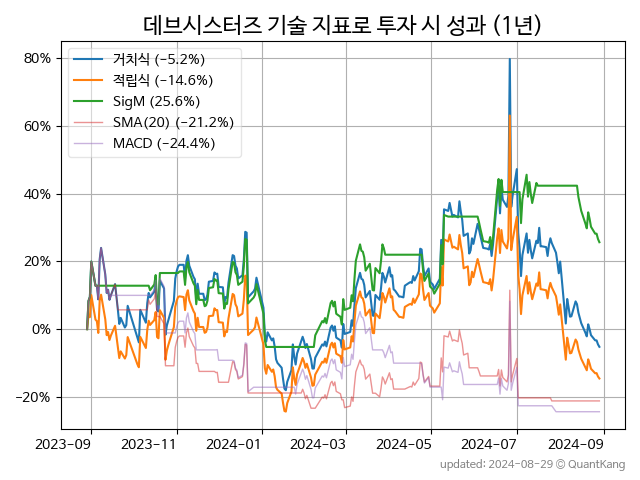 데브시스터즈 기술 지표로 투자 시 성과 (1년)
거치식 (−5.2%)
적립식 (−14.6%)
SigM (25.6%)
SMA(20) (−21.2%)
MACD (−24.4%)
80%
60%
40%
20%
0%
−20%
2023-09 2023-11 2024-01 2024-03 2024-05 2024-07 2024-09
updated: 2024-08-29 ⓒ QuantKang